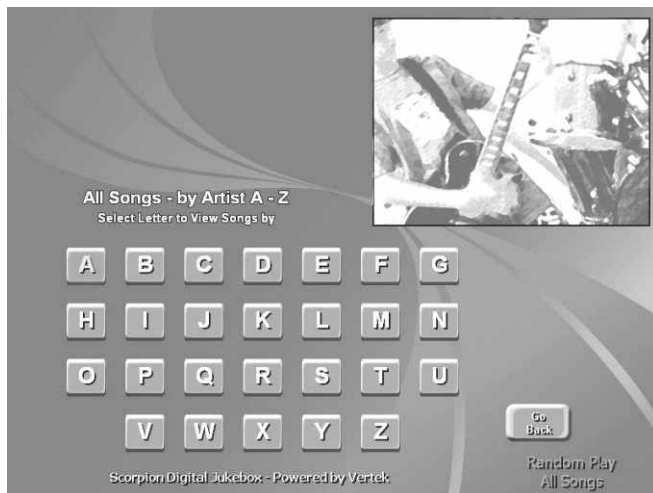 All Songs - by Artist A - Z
Select Letter to View Songs by
A B C D E F G
H I J K L M N
O P Q R S T U
V W X Y Z
Go
Back
Scorpion Digital Jukebox - Powered by Vertek
Random Play
All Songs